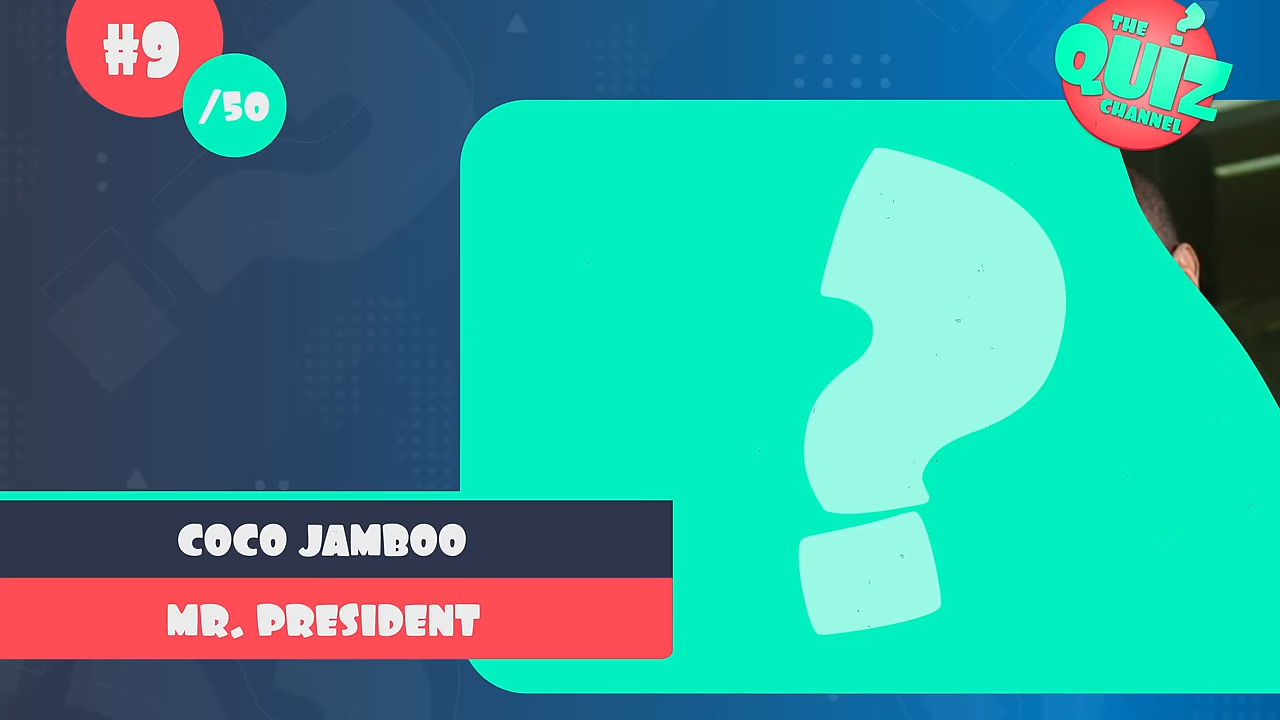 #9
/50
THE
QUIZ
CHANNEL
COCO JAMBOO
MR. PRESIDENT